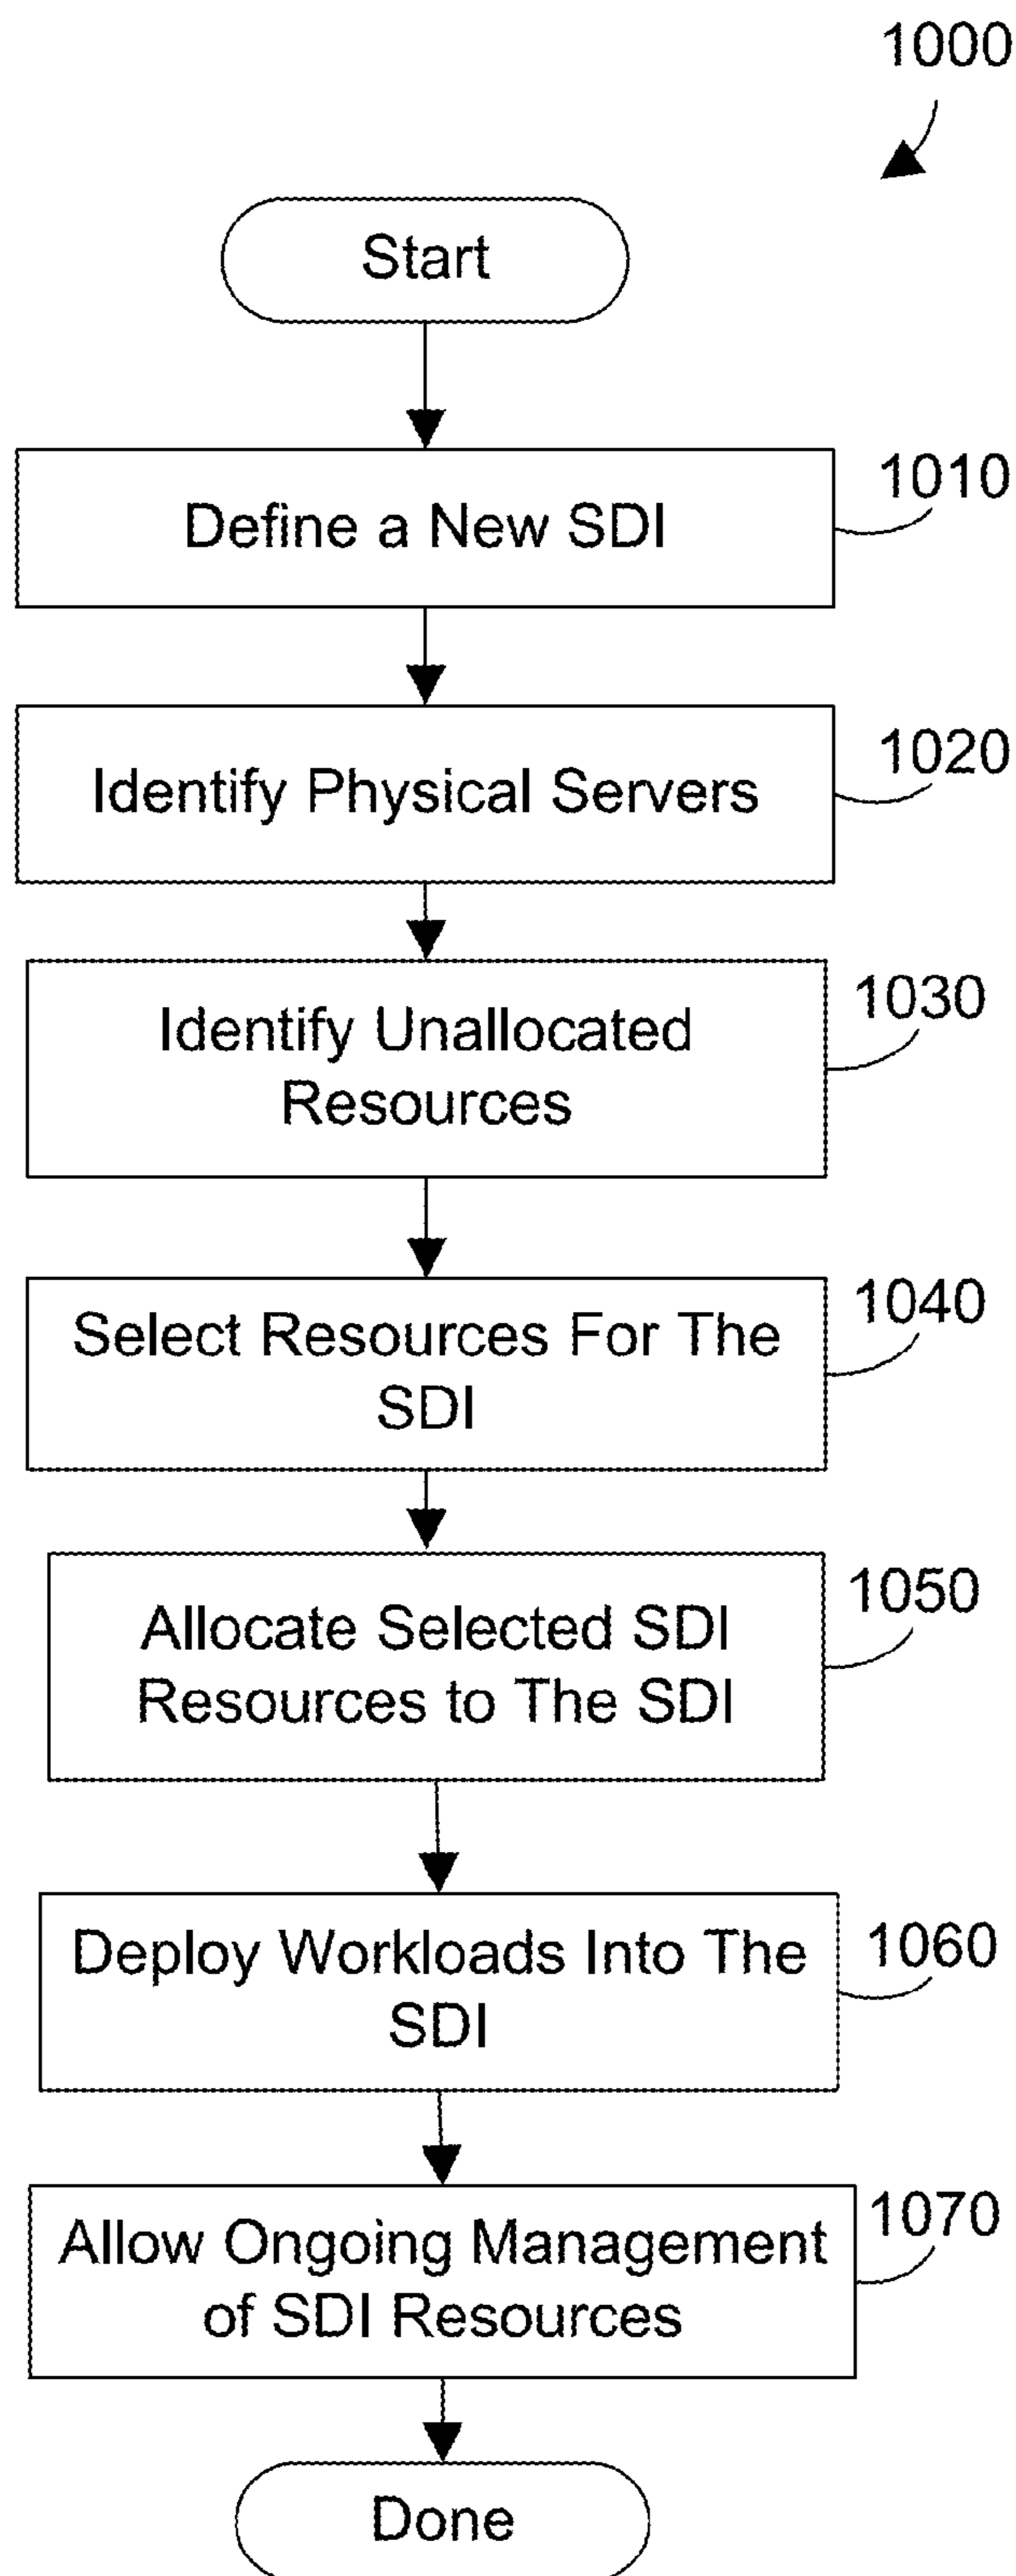 1000
Start
1010
Define a New SDI
1020
Identify Physical Servers
1030
Identify Unallocated
Resources
1040
Select Resources For The
SDI
1050
Allocate Selected SDI
Resources to The SDI
1060
Deploy Workloads Into The
SDI
1070
Allow Ongoing Management
of SDI Resources
Done